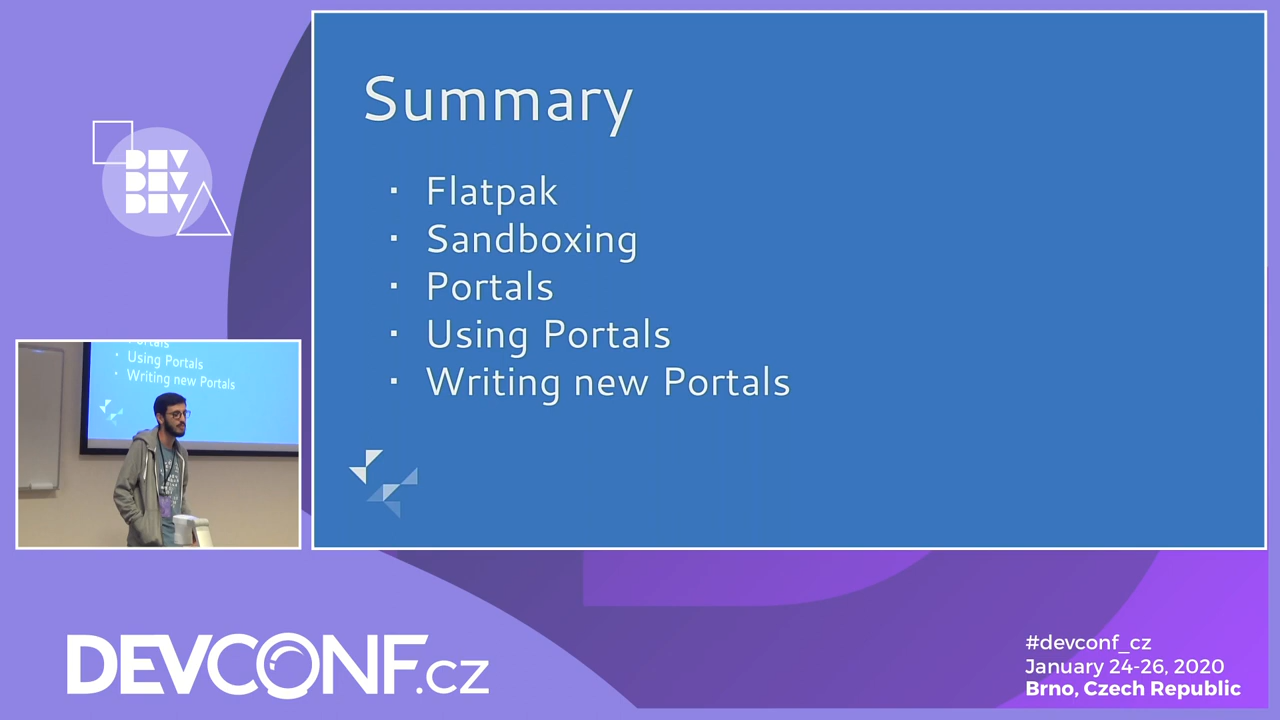 Summary
· Flatpak
· Sandboxing
· Portals
· Using Portals
· Writing new Portals
DEV
DEV
DEV
Portals
· Using Portals
· Writing new Portals
DEVCONF.cz
#devconf_cz
January 24-26, 2020
Brno, Czech Republic